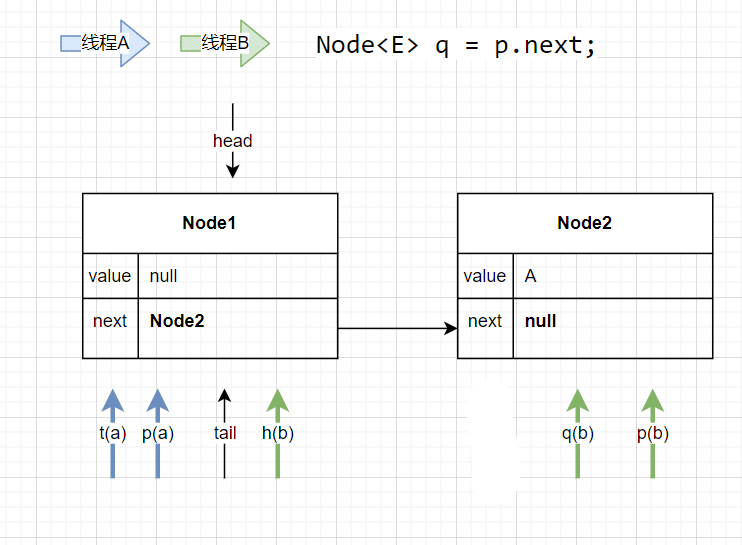 线程A 线程B Node<E> q = p.next;
head
Node1 Node2
value null value A
next Node2 next null
t(a) p(a) tail h(b) q(b) p(b)